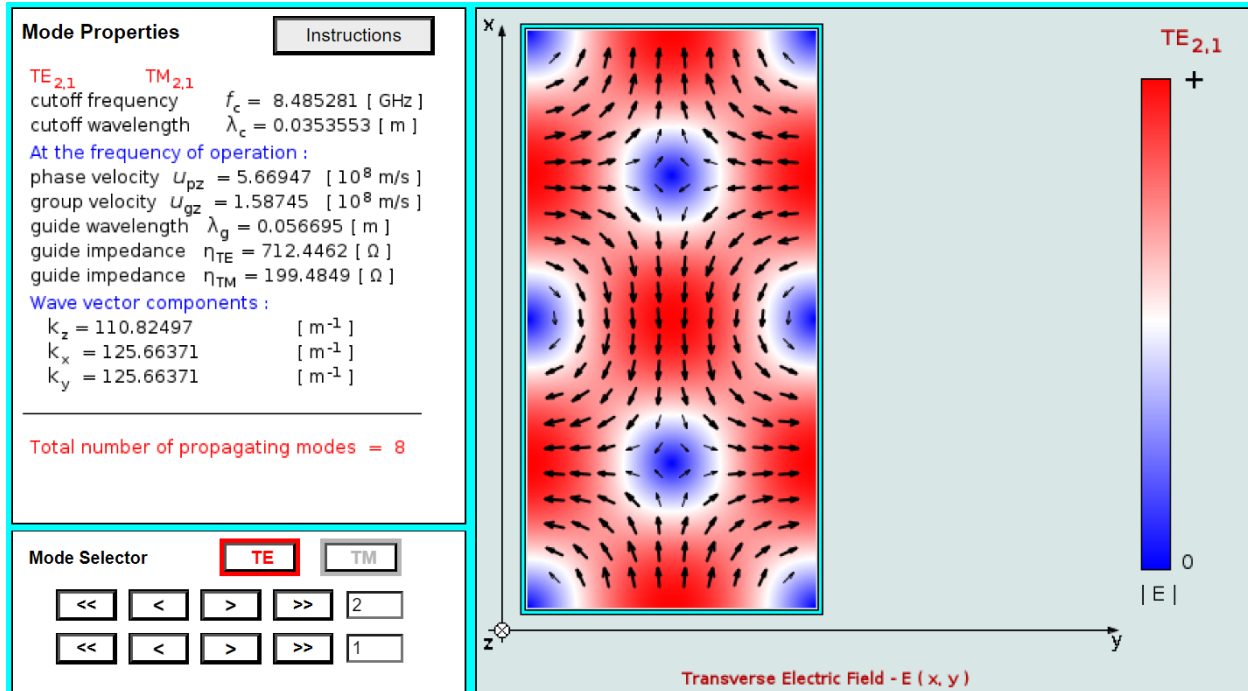 Mode Properties
Instructions
TE2,1 TM2,1
cutoff frequency fc = 8.485281 [ GHz ]
cutoff wavelength λc = 0.0353553 [ m ]
At the frequency of operation :
phase velocity upz = 5.66947 [ 10^8 m/s ]
group velocity ugz = 1.58745 [ 10^8 m/s ]
guide wavelength λg = 0.056695 [ m ]
guide impedance ηTE = 712.4462 [ Ω ]
guide impedance ηTM = 199.4849 [ Ω ]
Wave vector components :
kz = 110.82497 [ m^-1 ]
kx = 125.66371 [ m^-1 ]
ky = 125.66371 [ m^-1 ]
Total number of propagating modes = 8
Mode Selector TE TM
<< < > >> 2
<< < > >> 1
x
z
y
TE2,1
+
0
| E |
Transverse Electric Field - E ( x, y )